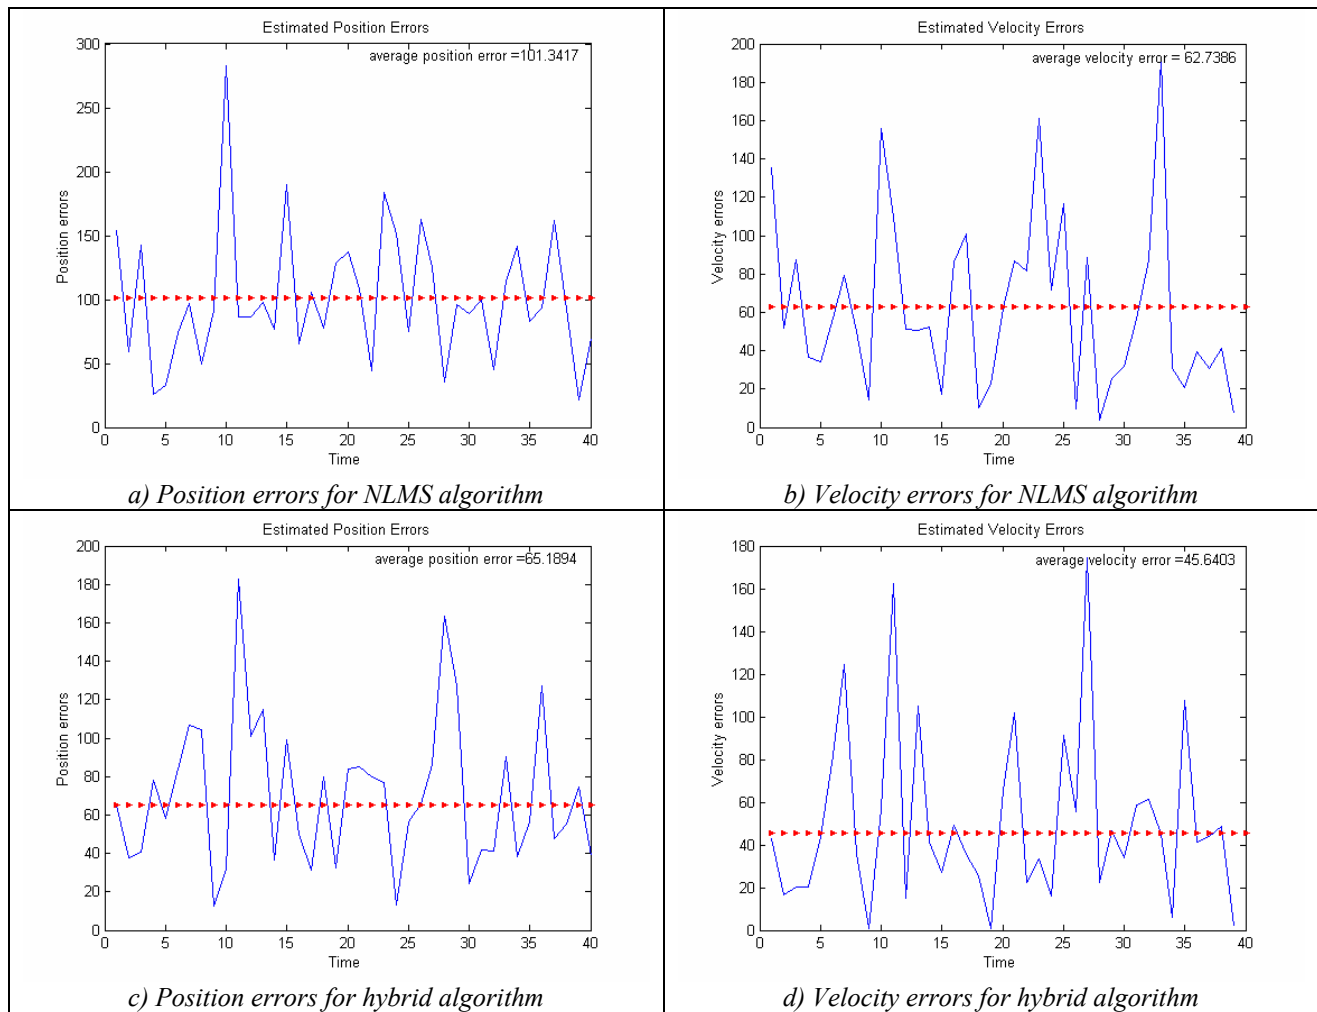 Estimated Position Errors
average position error =101.3417
300
250
200
150
100
50
0
Position errors
0 5 10 15 20 25 30 35 40
Time
a) Position errors for NLMS algorithm
Estimated Velocity Errors
average velocity error = 62.7386
200
180
160
140
120
100
80
60
40
20
0
Velocity errors
0 5 10 15 20 25 30 35 40
Time
b) Velocity errors for NLMS algorithm
Estimated Position Errors
average position error =65.1894
200
180
160
140
120
100
80
60
40
20
0
Position errors
0 5 10 15 20 25 30 35 40
Time
c) Position errors for hybrid algorithm
Estimated Velocity Errors
average velocity error =45.6403
180
160
140
120
100
80
60
40
20
0
Velocity errors
0 5 10 15 20 25 30 35 40
Time
d) Velocity errors for hybrid algorithm